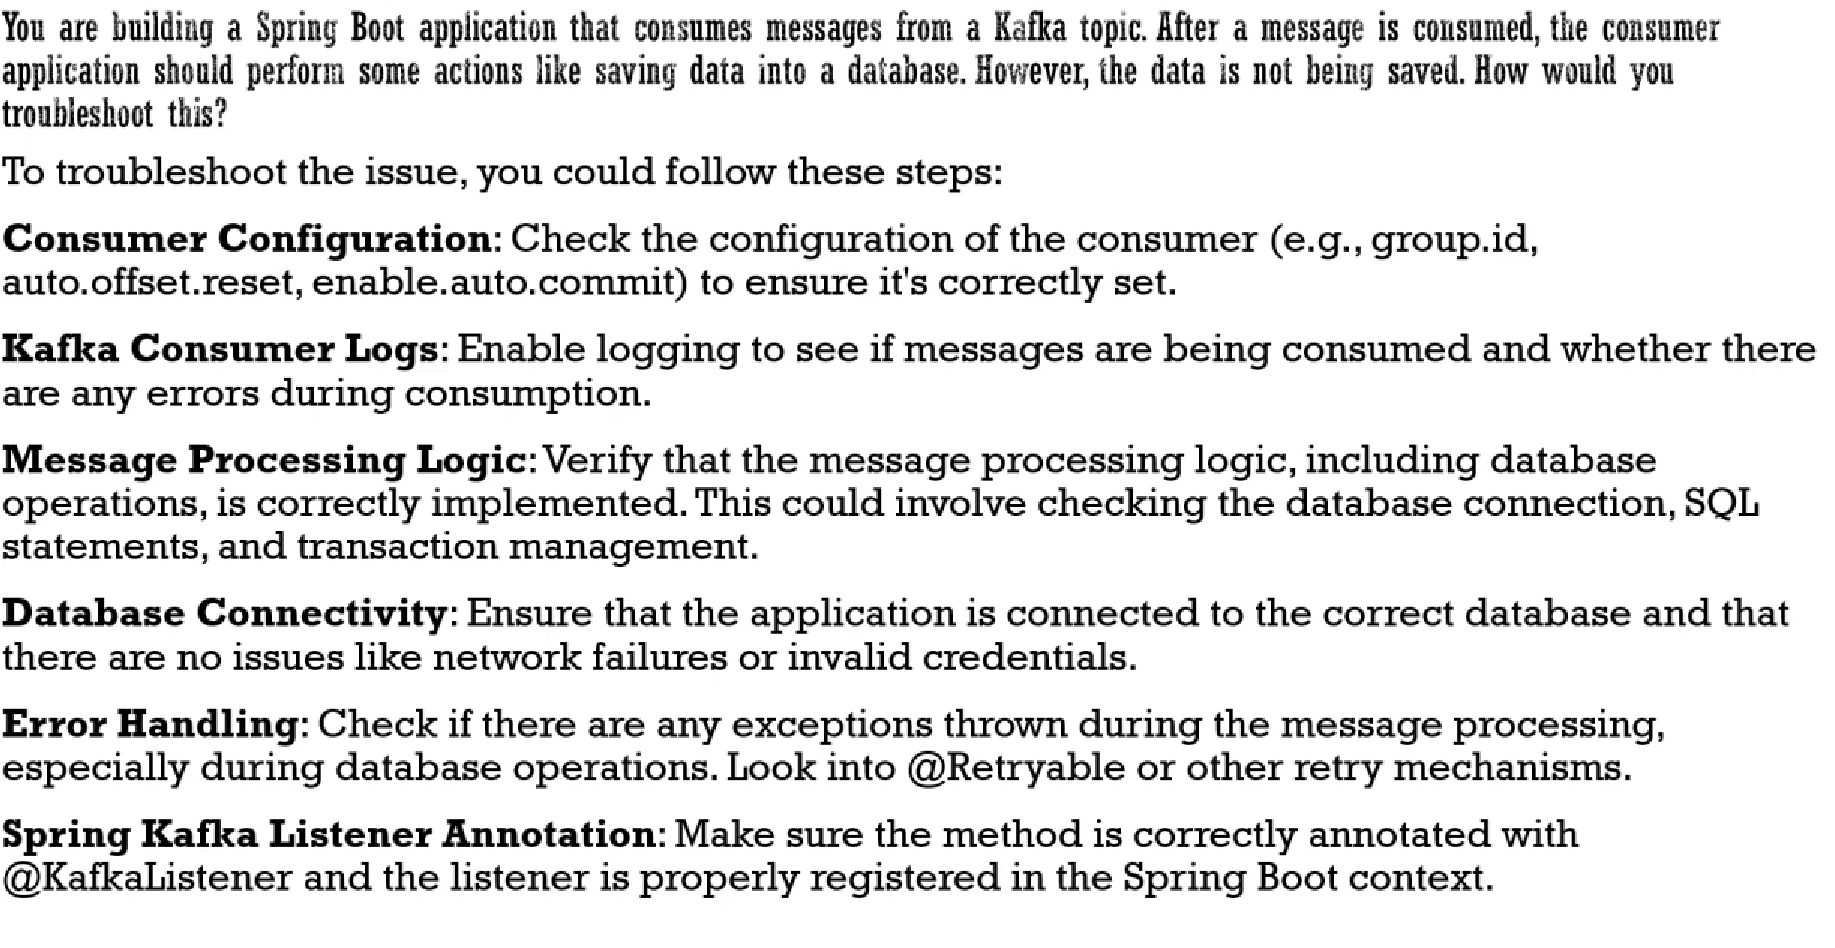 You are building a Spring Boot application that consumes messages from a Kafka topic. After a message is consumed, the consumer
application should perform some actions like saving data into a database. However, the data is not being saved. How would you
troubleshoot this?
To troubleshoot the issue, you could follow these steps:
Consumer Configuration: Check the configuration of the consumer (e.g., group.id,
auto.offset.reset, enable.auto.commit) to ensure it's correctly set.
Kafka Consumer Logs: Enable logging to see if messages are being consumed and whether there
are any errors during consumption.
Message Processing Logic: Verify that the message processing logic, including database
operations, is correctly implemented. This could involve checking the database connection, SQL
statements, and transaction management.
Database Connectivity: Ensure that the application is connected to the correct database and that
there are no issues like network failures or invalid credentials.
Error Handling: Check if there are any exceptions thrown during the message processing,
especially during database operations. Look into @Retryable or other retry mechanisms.
Spring Kafka Listener Annotation: Make sure the method is correctly annotated with
@KafkaListener and the listener is properly registered in the Spring Boot context.